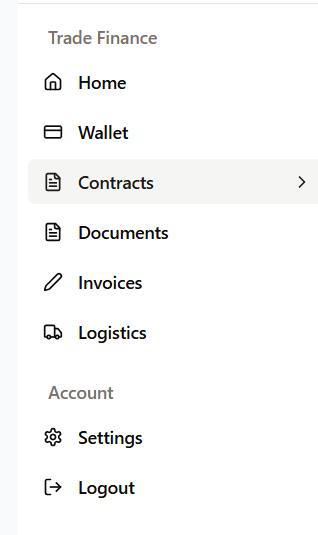 Trade Finance
Home
Wallet
Contracts
Documents
Invoices
Logistics
Account
Settings
Logout